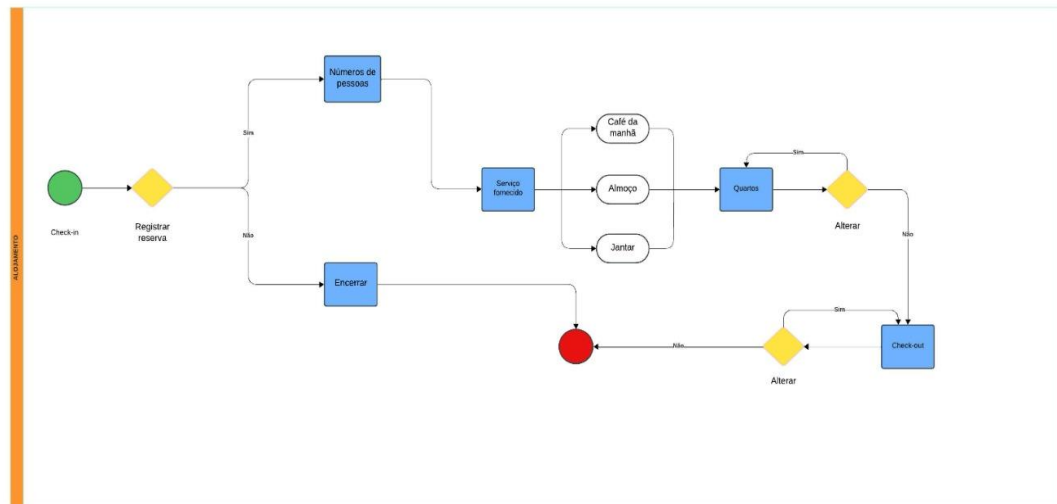 ALOJAMENTO
Check-in
Registrar
reserva
Sim
Não
Números de
pessoas
Encerrar
Serviço
fornecido
Café da
manhã
Almoço
Jantar
Quartos
Sim
Alterar
Não
Check-out
Sim
Alterar
Não